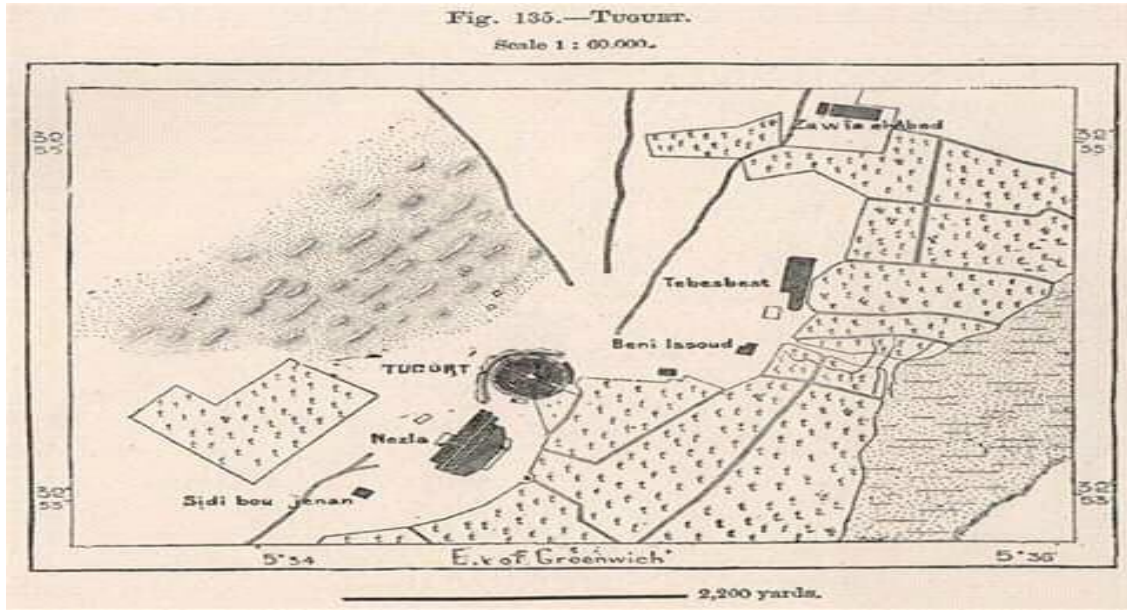 Fig. 135.—TUGURT.
Scale 1 : 60.000.
Zawia el-Abed
Tebesbest
Beni Issoud
TUGURT
Nezla
Sidi bou jenan
5°34' E. of Greenwich 5°36'
2,200 yards.